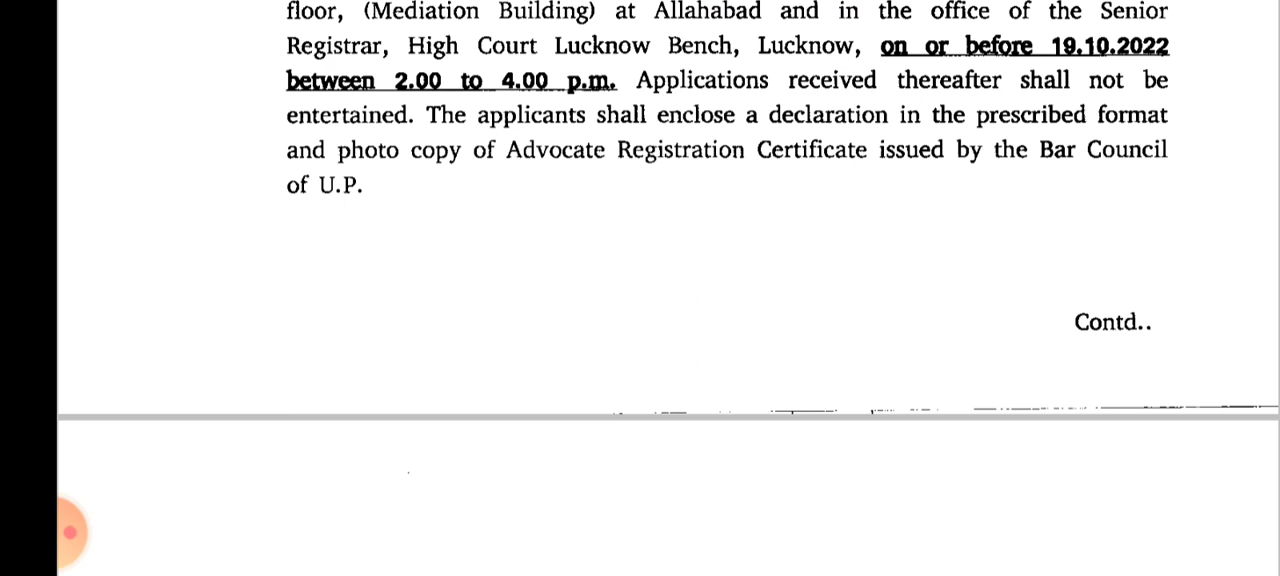 floor, (Mediation Building) at Allahabad and in the office of the Senior
Registrar, High Court Lucknow Bench, Lucknow, on or before 19.10.2022
between 2.00 to 4.00 p.m. Applications received thereafter shall not be
entertained. The applicants shall enclose a declaration in the prescribed format
and photo copy of Advocate Registration Certificate issued by the Bar Council
of U.P.
Contd..